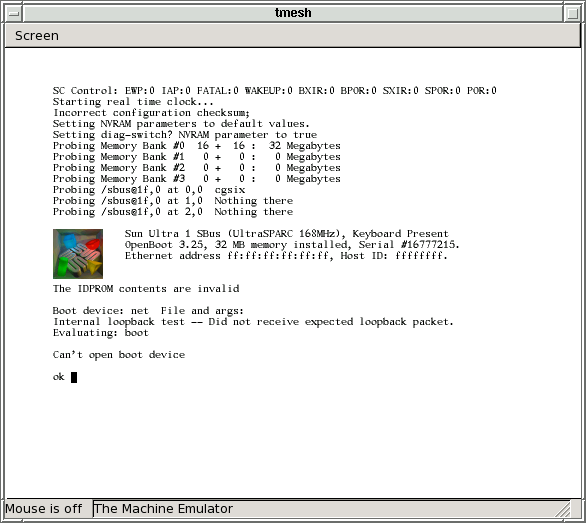 tmesh
Screen
SC Control: EWP:0 IAP:0 FATAL:0 WAKEUP:0 BXIR:0 BPOR:0 SXIR:0 SPOR:0 POR:0
Starting real time clock...
Incorrect configuration checksum;
Setting NVRAM parameters to default values.
Setting diag-switch? NVRAM parameter to true
Probing Memory Bank #0  16 +  16 :  32 Megabytes
Probing Memory Bank #1   0 +   0 :   0 Megabytes
Probing Memory Bank #2   0 +   0 :   0 Megabytes
Probing Memory Bank #3   0 +   0 :   0 Megabytes
Probing /sbus@1f,0 at 0,0  cgsix
Probing /sbus@1f,0 at 1,0  Nothing there
Probing /sbus@1f,0 at 2,0  Nothing there
Sun Ultra 1 SBus (UltraSPARC 168MHz), Keyboard Present
OpenBoot 3.25, 32 MB memory installed, Serial #16777215.
Ethernet address ff:ff:ff:ff:ff:ff, Host ID: ffffffff.
The IDPROM contents are invalid
Boot device: net  File and args:
Internal loopback test -- Did not receive expected loopback packet.
Evaluating: boot
Can't open boot device
ok
Mouse is off  The Machine Emulator